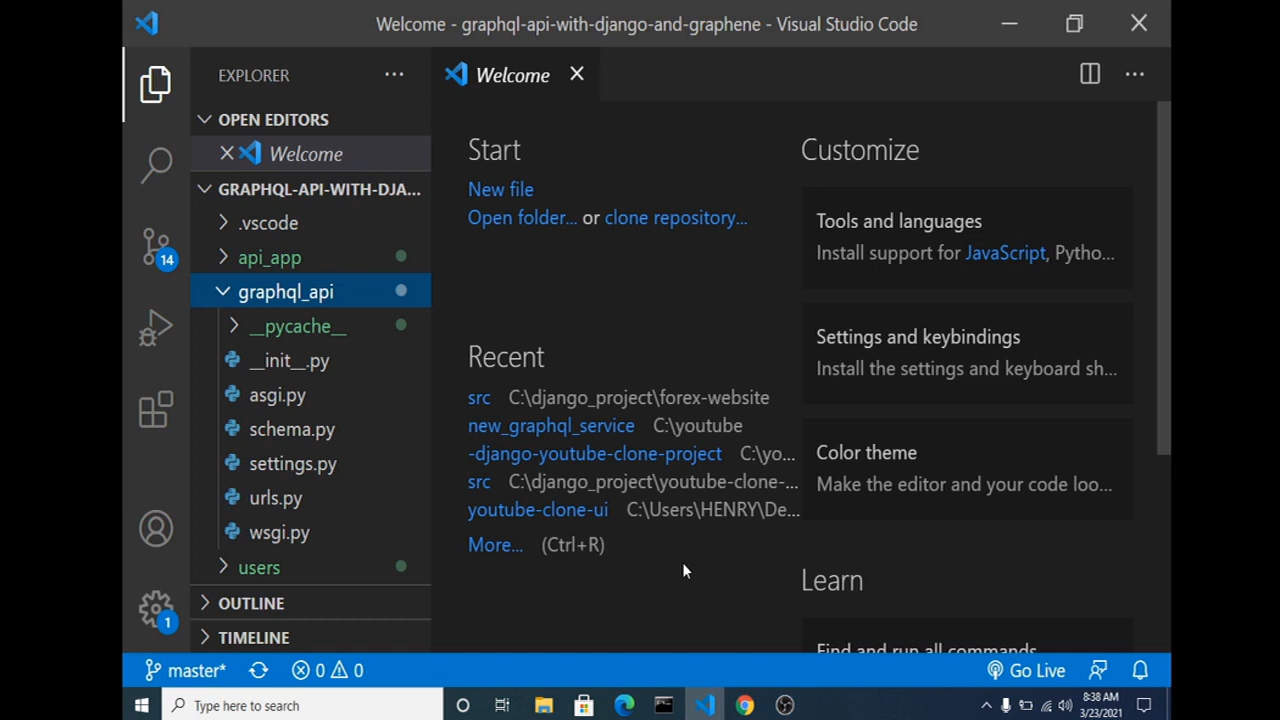 Welcome - graphql-api-with-django-and-graphene - Visual Studio Code
EXPLORER
OPEN EDITORS
Welcome
GRAPHQL-API-WITH-DJA...
.vscode
api_app
graphql_api
__pycache__
__init__.py
asgi.py
schema.py
settings.py
urls.py
wsgi.py
users
OUTLINE
TIMELINE
14
1
Welcome
Start
New file
Open folder... or clone repository...
Recent
src C:\django_project\forex-website
new_graphql_service C:\youtube
-django-youtube-clone-project C:\yo...
src C:\django_project\youtube-clone-...
youtube-clone-ui C:\Users\HENRY\De...
More... (Ctrl+R)
Customize
Tools and languages
Install support for JavaScript, Pytho...
Settings and keybindings
Install the settings and keyboard sh...
Color theme
Make the editor and your code loo...
Learn
Find and run all commands
master* 0 0 Go Live
Type here to search
8:38 AM
3/23/2021